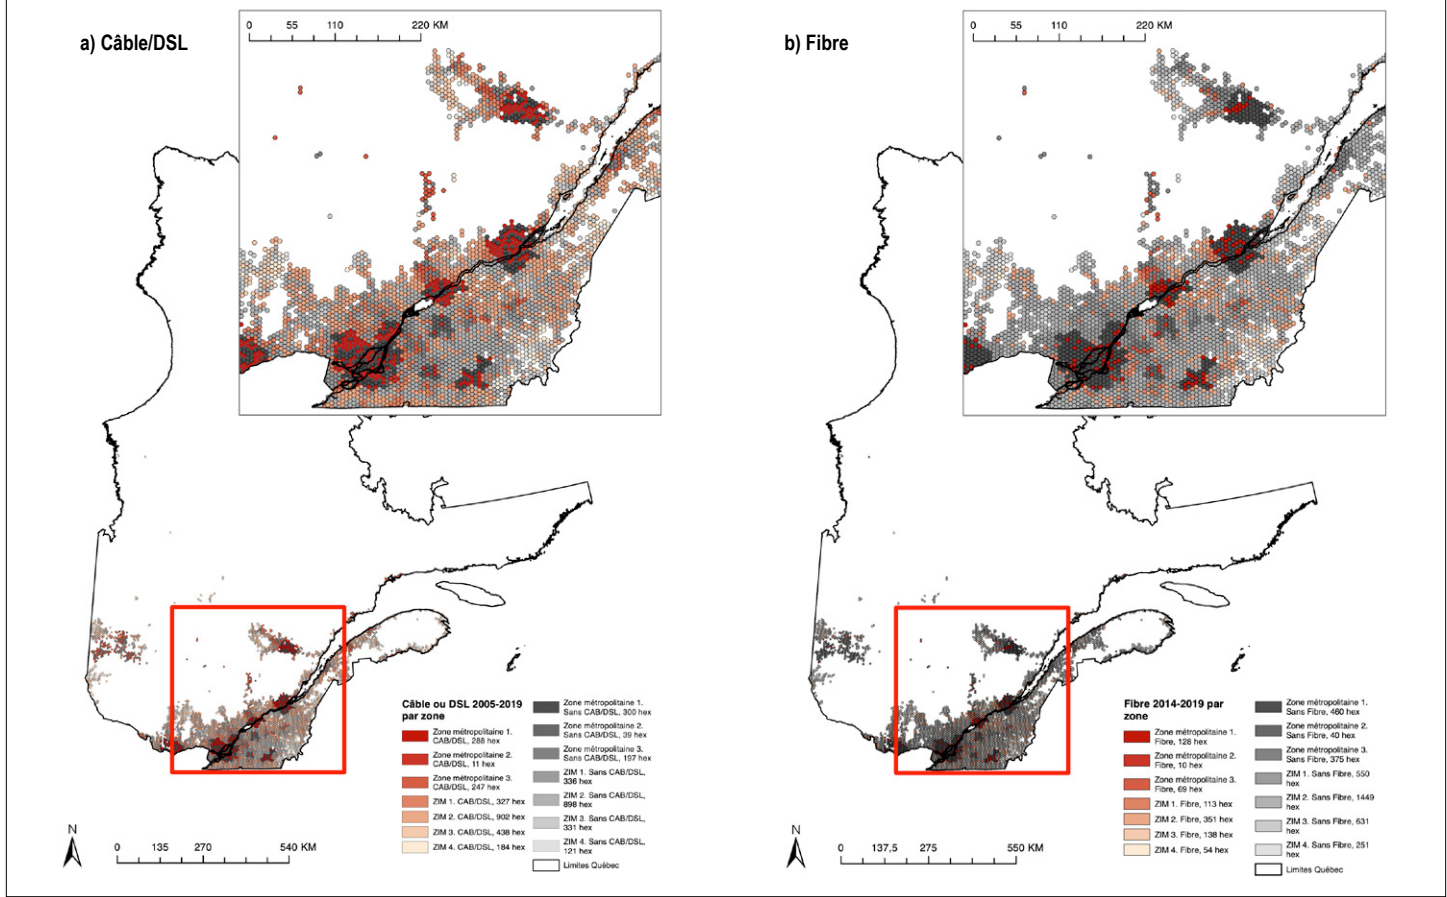 a) Câble/DSL
0 55 110 220 KM
Câble ou DSL 2005-2019
par zone
Zone métropolitaine 1.
CAB/DSL, 288 hex
Zone métropolitaine 2.
CAB/DSL, 11 hex
Zone métropolitaine 3.
CAB/DSL, 247 hex
ZIM 1. CAB/DSL, 327 hex
ZIM 2. CAB/DSL, 902 hex
ZIM 3. CAB/DSL, 438 hex
ZIM 4. CAB/DSL, 184 hex
Zone métropolitaine 1.
Sans CAB/DSL, 300 hex
Zone métropolitaine 2.
Sans CAB/DSL, 39 hex
Zone métropolitaine 3.
Sans CAB/DSL, 197 hex
ZIM 1. Sans CAB/DSL,
336 hex
ZIM 2. Sans CAB/DSL,
898 hex
ZIM 3. Sans CAB/DSL,
331 hex
ZIM 4. Sans CAB/DSL,
121 hex
Limites Québec
N
0 135 270 540 KM
b) Fibre
0 55 110 220 KM
Fibre 2014-2019 par
zone
Zone métropolitaine 1.
Fibre, 128 hex
Zone métropolitaine 2.
Fibre, 10 hex
Zone métropolitaine 3.
Fibre, 69 hex
ZIM 1. Fibre, 113 hex
ZIM 2. Fibre, 351 hex
ZIM 3. Fibre, 138 hex
ZIM 4. Fibre, 54 hex
Zone métropolitaine 1.
Sans Fibre, 460 hex
Zone métropolitaine 2.
Sans Fibre, 40 hex
Zone métropolitaine 3.
Sans Fibre, 375 hex
ZIM 1. Sans Fibre, 550
hex
ZIM 2. Sans Fibre, 1449
hex
ZIM 3. Sans Fibre, 631
hex
ZIM 4. Sans Fibre, 251
hex
Limites Québec
N
0 137,5 275 550 KM